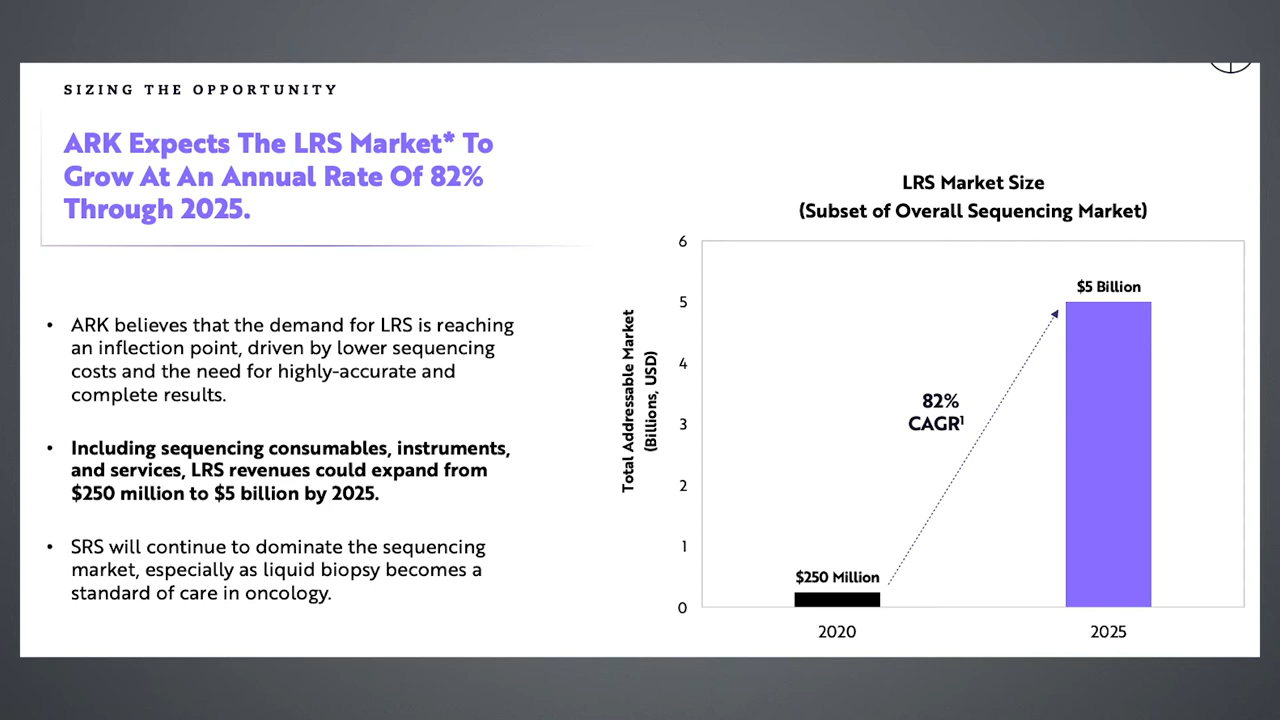 SIZING THE OPPORTUNITY
ARK Expects The LRS Market* To
Grow At An Annual Rate Of 82%
Through 2025.
• ARK believes that the demand for LRS is reaching
an inflection point, driven by lower sequencing
costs and the need for highly-accurate and
complete results.
• Including sequencing consumables, instruments,
and services, LRS revenues could expand from
$250 million to $5 billion by 2025.
• SRS will continue to dominate the sequencing
market, especially as liquid biopsy becomes a
standard of care in oncology.
LRS Market Size
(Subset of Overall Sequencing Market)
Total Addressable Market
(Billions, USD)
6
5
4
3
2
1
0
$250 Million
82%
CAGR¹
$5 Billion
2020
2025